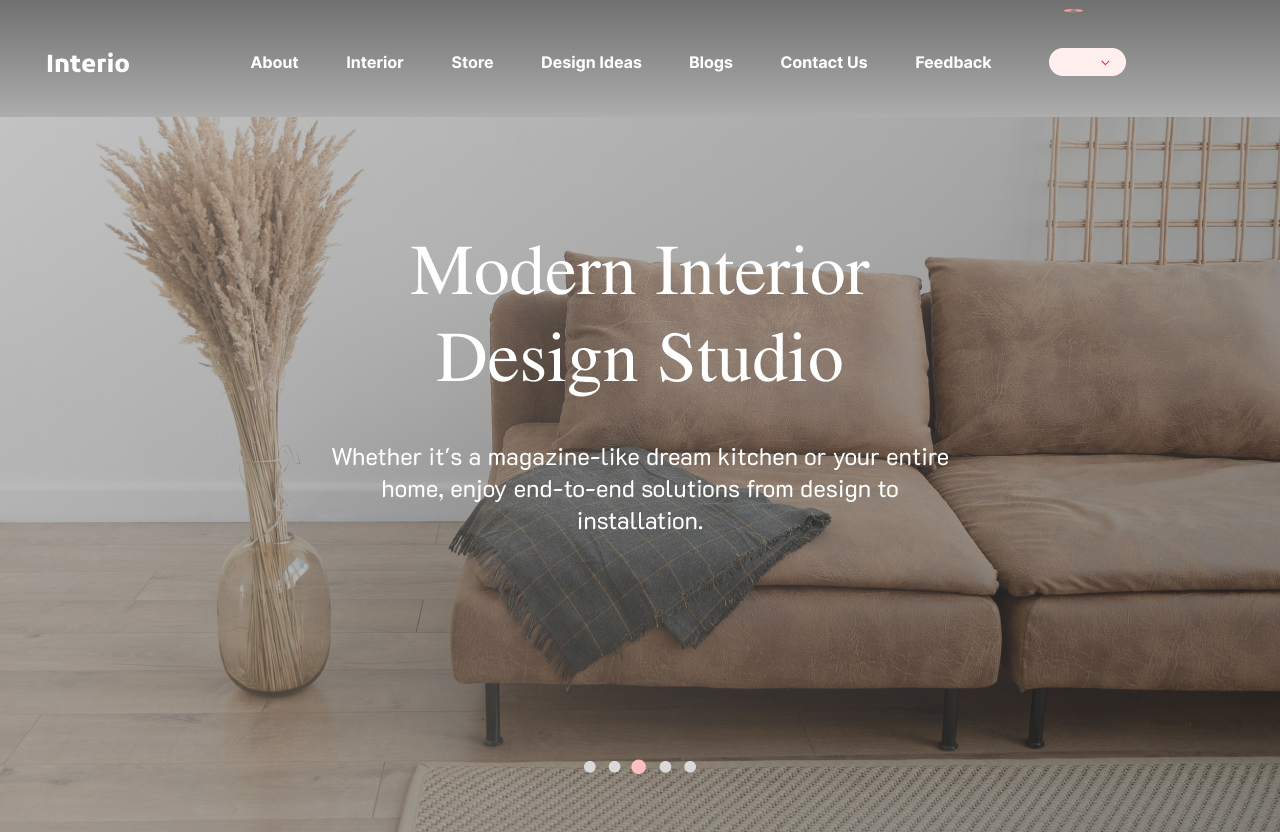 Interio
About Interior Store Design Ideas Blogs Contact Us Feedback
Modern Interior
Design Studio
Whether it's a magazine-like dream kitchen or your entire
home, enjoy end-to-end solutions from design to
installation.